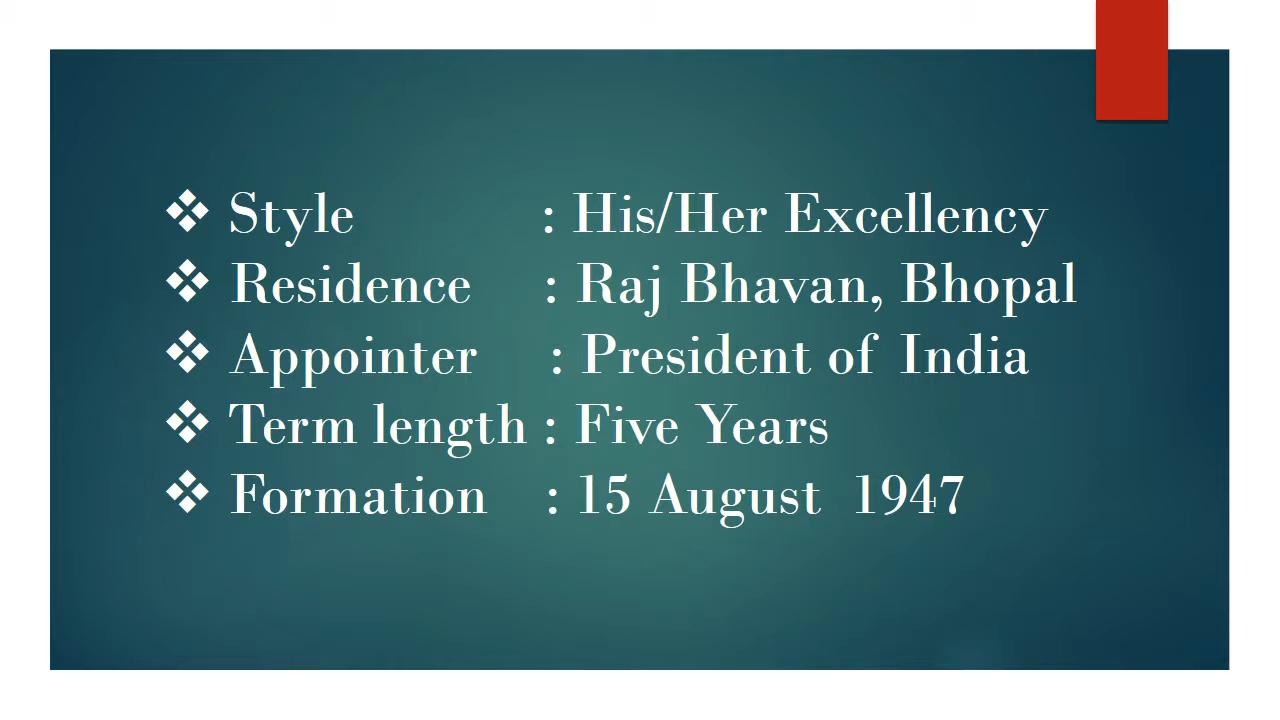 ❖ Style : His/Her Excellency
❖ Residence : Raj Bhavan, Bhopal
❖ Appointer : President of India
❖ Term length : Five Years
❖ Formation : 15 August 1947